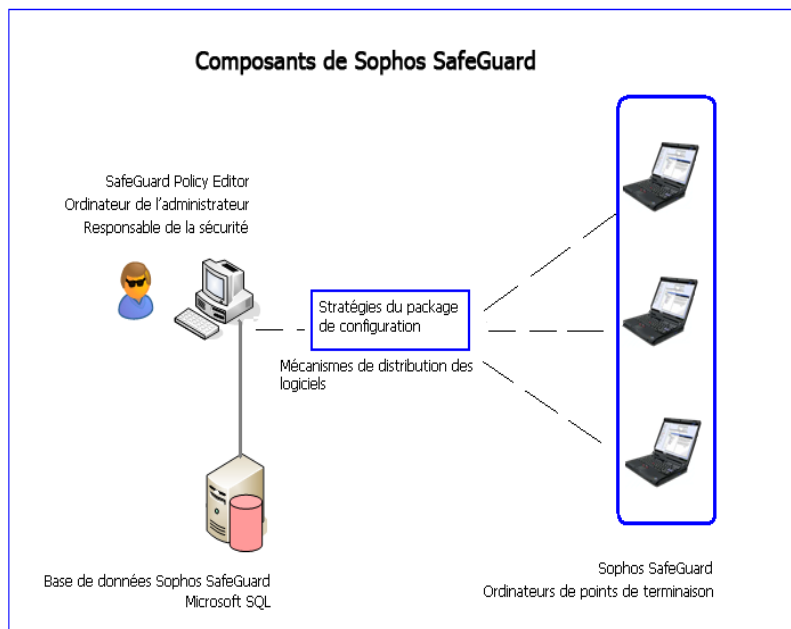 Composants de Sophos SafeGuard
SafeGuard Policy Editor
Ordinateur de l'administrateur
Responsable de la sécurité
Stratégies du package
de configuration
Mécanismes de distribution des
logiciels
Base de données Sophos SafeGuard
Microsoft SQL
Sophos SafeGuard
Ordinateurs de points de terminaison